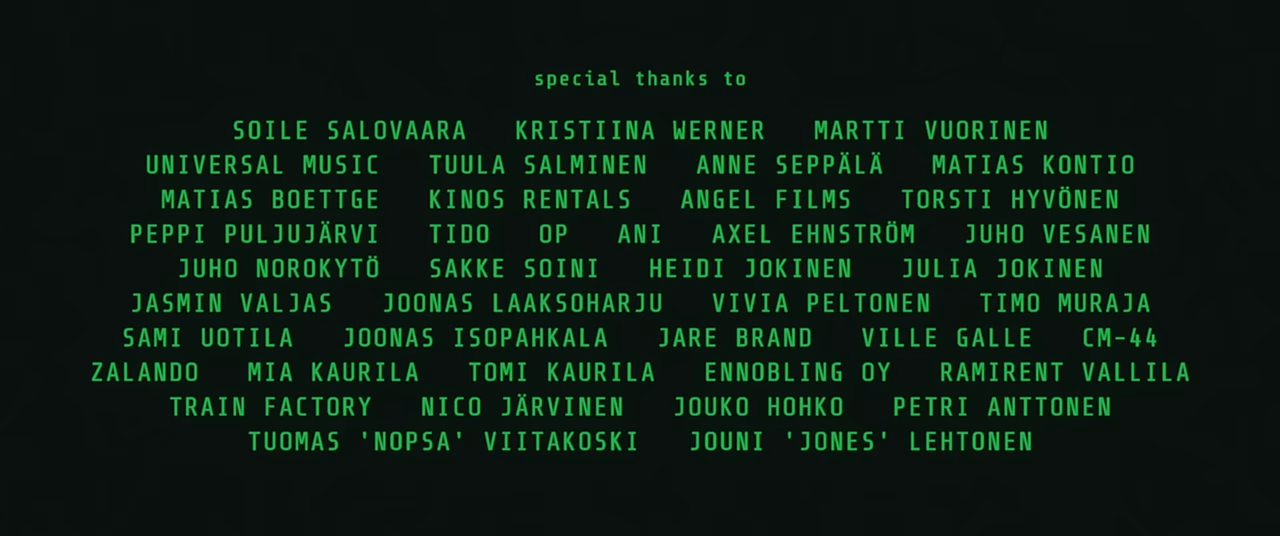 special thanks to
SOILE SALOVAARA KRISTIINA WERNER MARTTI VUORINEN
UNIVERSAL MUSIC TUULA SALMINEN ANNE SEPPÄLÄ MATIAS KONTIO
MATIAS BOETTGE KINOS RENTALS ANGEL FILMS TORSTI HYVÖNEN
PEPPI PULJUJÄRVI TIDO OP ANI AXEL EHNSTRÖM JUHO VESANEN
JUHO NOROKYTÖ SAKKE SOINI HEIDI JOKINEN JULIA JOKINEN
JASMIN VALJAS JOONAS LAAKSOHARJU VIVIA PELTONEN TIMO MURAJA
SAMI UOTILA JOONAS ISOPAHKALA JARE BRAND VILLE GALLE CM-44
ZALANDO MIA KAURILA TOMI KAURILA ENNOBLING OY RAMIRENT VALLILA
TRAIN FACTORY NICO JÄRVINEN JOUKO HOHKO PETRI ANTTONEN
TUOMAS 'NOPSA' VIITAKOSKI JOUNI 'JONES' LEHTONEN